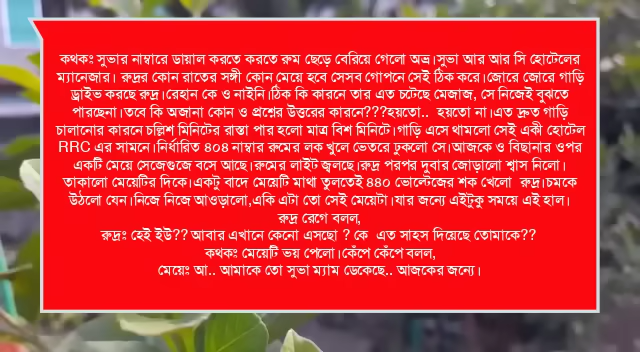 কথকঃ সুভার নাম্বারে ডায়াল করতে করতে রুম ছেড়ে বেরিয়ে গেলো অভ্র।সুভা আর আর সি হোটেলের
ম্যানেজার। রুদ্রর কোন রাতের সঙ্গী কোন মেয়ে হবে সেসব গোপনে সেই ঠিক করে।জোরে জোরে গাড়ি
ড্রাইভ করছে রুদ্র।রেহান কে ও নাইনি।ঠিক কি কারনে তার এত চটেছে মেজাজ, সে নিজেই বুঝতে
পারছেনা।তবে কি অজানা কোন ও প্রশ্নের উত্তরের কারনে???হয়তো.. হয়তো না।এত দ্রুত গাড়ি
চালানোর কারনে চল্লিশ মিনিটের রাস্তা পার হলো মাত্র বিশ মিনিটে।গাড়ি এসে থামলো সেই একী হোটেল
RRC এর সামনে।নির্ধারিত ৪০৪ নাম্বার রুমের লক খুলে ভেতরে ঢুকলো সে।আজকে ও বিছানার ওপর
একটি মেয়ে সেজেগুজে বসে আছে।রুমের লাইট জ্বলছে।রুদ্র পরপর দুবার জোড়ালো শ্বাস নিলো।
তাকালো মেয়েটির দিকে।একটু বাদে মেয়েটি মাথা তুলতেই ৪৪০ ভোল্টেজের শক খেলো রুদ্র।চমকে
উঠলো যেন।নিজে নিজে আওড়ালো,একি এটা তো সেই মেয়েটা।যার জন্যে এইটুকু সময়ে এই হাল।
রুদ্র রেগে বলল,
রুদ্রঃ হেই ইউ?? আবার এখানে কেনো এসছো ? কে এত সাহস দিয়েছে তোমাকে??
কথকঃ মেয়েটি ভয় পেলো।কেঁপে কেঁপে বলল,
মেয়েঃ আ.. আমাকে তো সুভা ম্যাম ডেকেছে.. আজকের জন্যে।